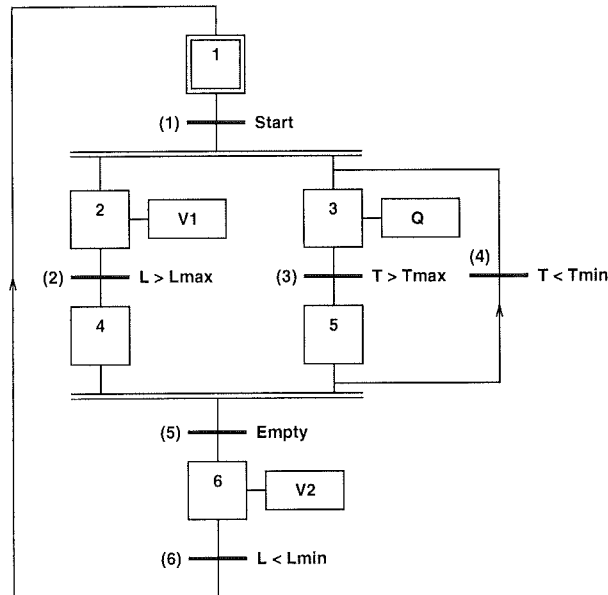 1
(1) Start
2 V1
3 Q
(2) L > Lmax
(3) T > Tmax
(4) T < Tmin
4
5
(5) Empty
6 V2
(6) L < Lmin